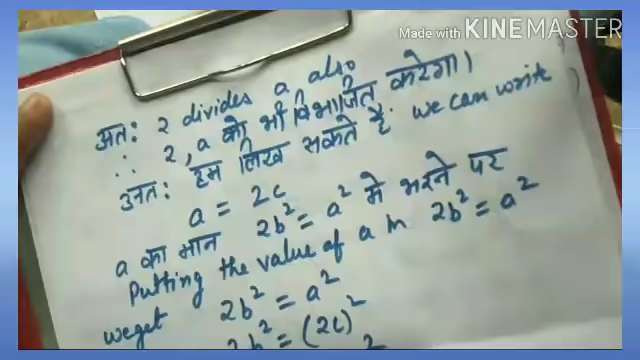 Made with KINEMASTER
अतः 2 divides a also
∴ 2, a को भी विभाजित करेगा।
अतः हम लिख सकते हैं we can write
a = 2c
a का मान 2b² = a² मे भरने पर
Putting the value of a in 2b² = a²
we get 2b² = a²
2b² = (2c)²